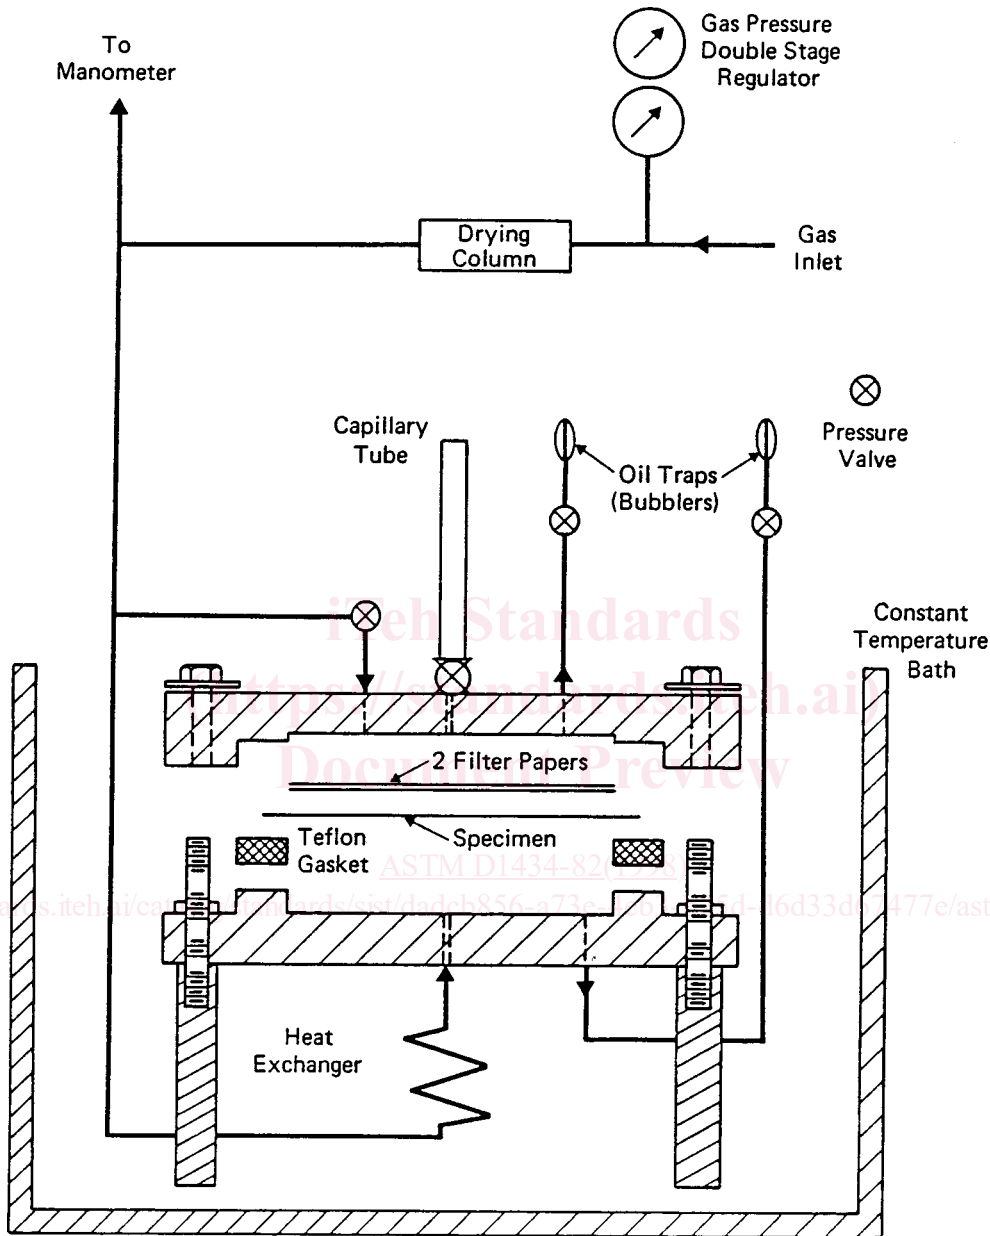 Gas Pressure
Double Stage
Regulator
To
Manometer
Drying
Column
Gas
Inlet
Capillary
Tube
Pressure
Valve
Oil Traps
(Bubblers)
iTeh Standards
Constant
Temperature
Bath
(https://standards.iteh.ai)
2 Filter Papers
Document Preview
Teflon
Gasket
Specimen
ASTM D1434-82(1998)
Heat
Exchanger